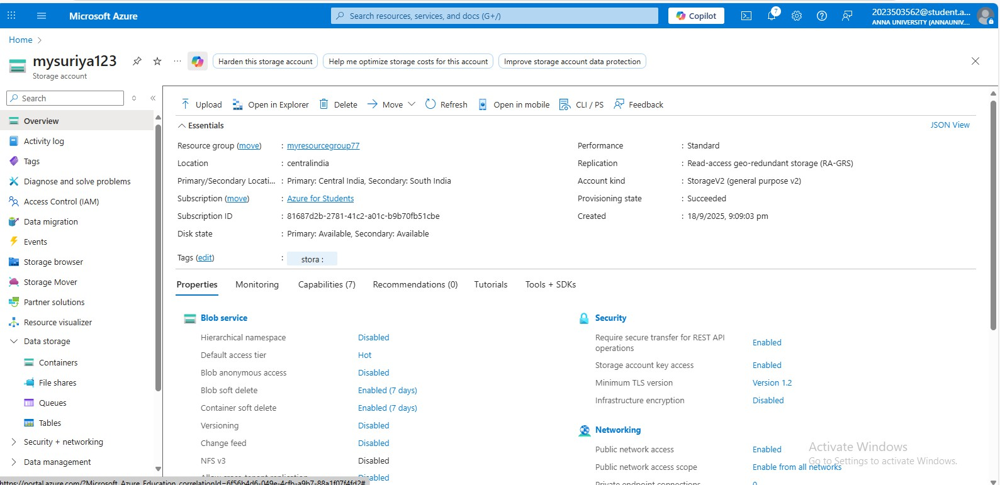 Microsoft Azure
Search resources, services, and docs (G+/)
Copilot
7
2023503562@student.a...
ANNA UNIVERSITY (ANNAUNIV....
Home
mysuriya123
Storage account
Harden this storage account
Help me optimize storage costs for this account
Improve storage account data protection
Search
Overview
Activity log
Tags
Diagnose and solve problems
Access Control (IAM)
Data migration
Events
Storage browser
Storage Mover
Partner solutions
Resource visualizer
Data storage
Containers
File shares
Queues
Tables
Security + networking
Data management
Upload
Open in Explorer
Delete
Move
Refresh
Open in mobile
CLI / PS
Feedback
Essentials
JSON View
Resource group (move) : myresourcegroup77
Location : centralindia
Primary/Secondary Locati... : Primary: Central India, Secondary: South India
Subscription (move) : Azure for Students
Subscription ID : 81687d2b-2781-41c2-a01c-b9b70fb51cbe
Disk state : Primary: Available, Secondary: Available
Tags (edit) : stora :
Performance : Standard
Replication : Read-access geo-redundant storage (RA-GRS)
Account kind : StorageV2 (general purpose v2)
Provisioning state : Succeeded
Created : 18/9/2025, 9:09:03 pm
Properties
Monitoring
Capabilities (7)
Recommendations (0)
Tutorials
Tools + SDKs
Blob service
Hierarchical namespace Disabled
Default access tier Hot
Blob anonymous access Disabled
Blob soft delete Enabled (7 days)
Container soft delete Enabled (7 days)
Versioning Disabled
Change feed Disabled
NFS v3 Disabled
Allow cross-tenant replication Disabled
Security
Require secure transfer for REST API
operations Enabled
Storage account key access Enabled
Minimum TLS version Version 1.2
Infrastructure encryption Disabled
Networking
Public network access Enabled
Public network access scope Enable from all networks
Private endpoint connections 0
Activate Windows
Go to Settings to activate Windows.
https://portal.azure.com/?Microsoft_Azure_Education_correlationId=6f56b4d6-049e-4cfb-a9b7-88a1f07f4fd2#